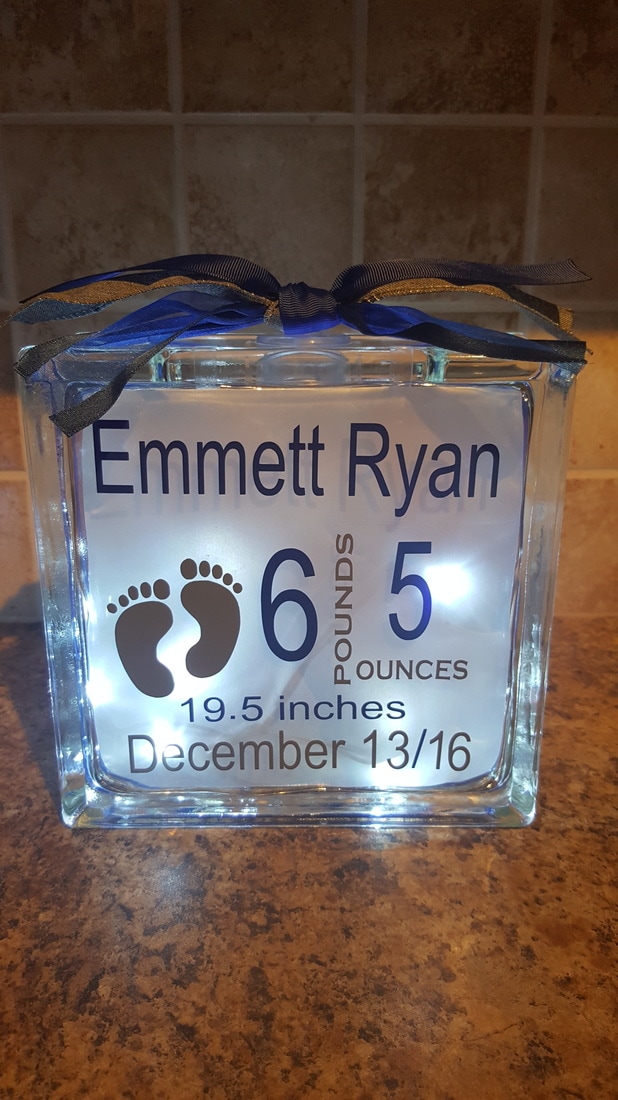 Emmett Ryan
6 POUNDS 5 OUNCES
19.5 inches
December 13/16